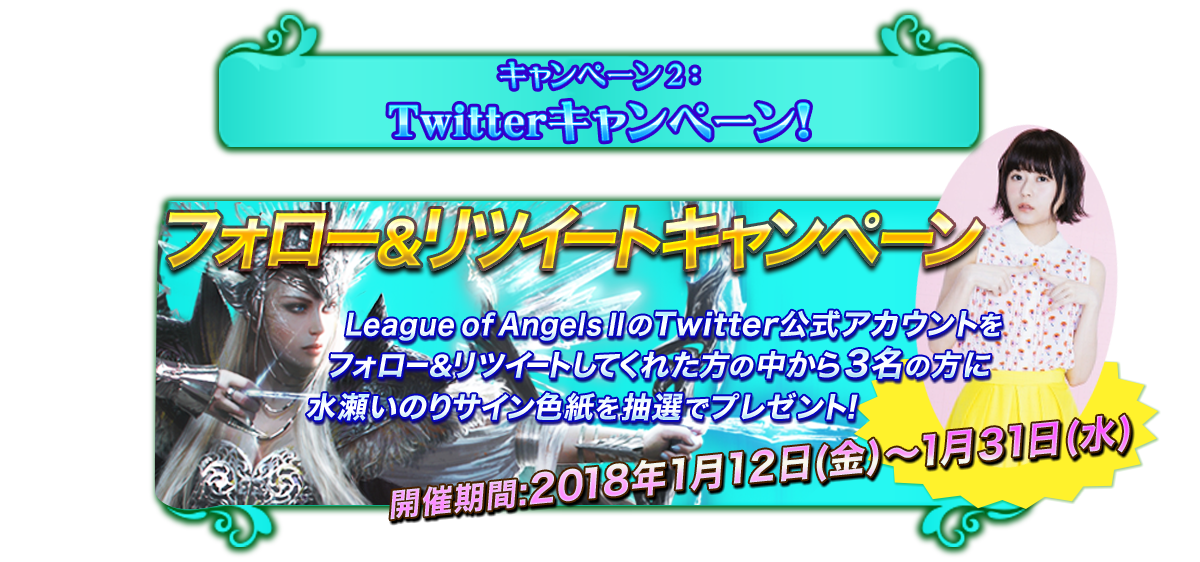 キャンペーン2：
Twitterキャンペーン!
フォロー&リツイートキャンペーン
League of Angels IIのTwitter公式アカウントを
フォロー&リツイートしてくれた方の中から3名の方に
水瀬いのりサイン色紙を抽選でプレゼント!
開催期間:2018年1月12日(金)～1月31日(水)